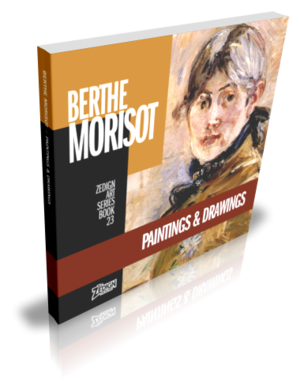 BERTHE MORISOT
PAINTINGS & DRAWINGS
BERTHE
MORISOT
ZEDIGN
ART
SERIES
BOOK
23
PAINTINGS & DRAWINGS
ZEDIGN